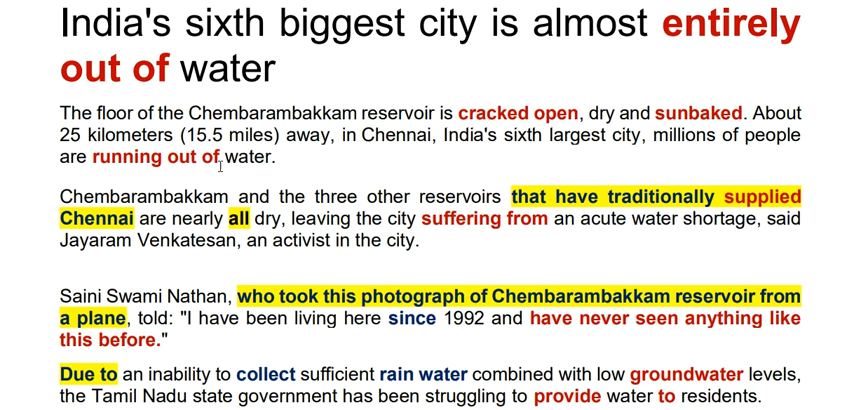 India's sixth biggest city is almost entirely
out of water
The floor of the Chembarambakkam reservoir is cracked open, dry and sunbaked. About
25 kilometers (15.5 miles) away, in Chennai, India's sixth largest city, millions of people
are running out of water.
Chembarambakkam and the three other reservoirs that have traditionally supplied
Chennai are nearly all dry, leaving the city suffering from an acute water shortage, said
Jayaram Venkatesan, an activist in the city.
Saini Swami Nathan, who took this photograph of Chembarambakkam reservoir from
a plane, told: "I have been living here since 1992 and have never seen anything like
this before."
Due to an inability to collect sufficient rain water combined with low groundwater levels,
the Tamil Nadu state government has been struggling to provide water to residents.